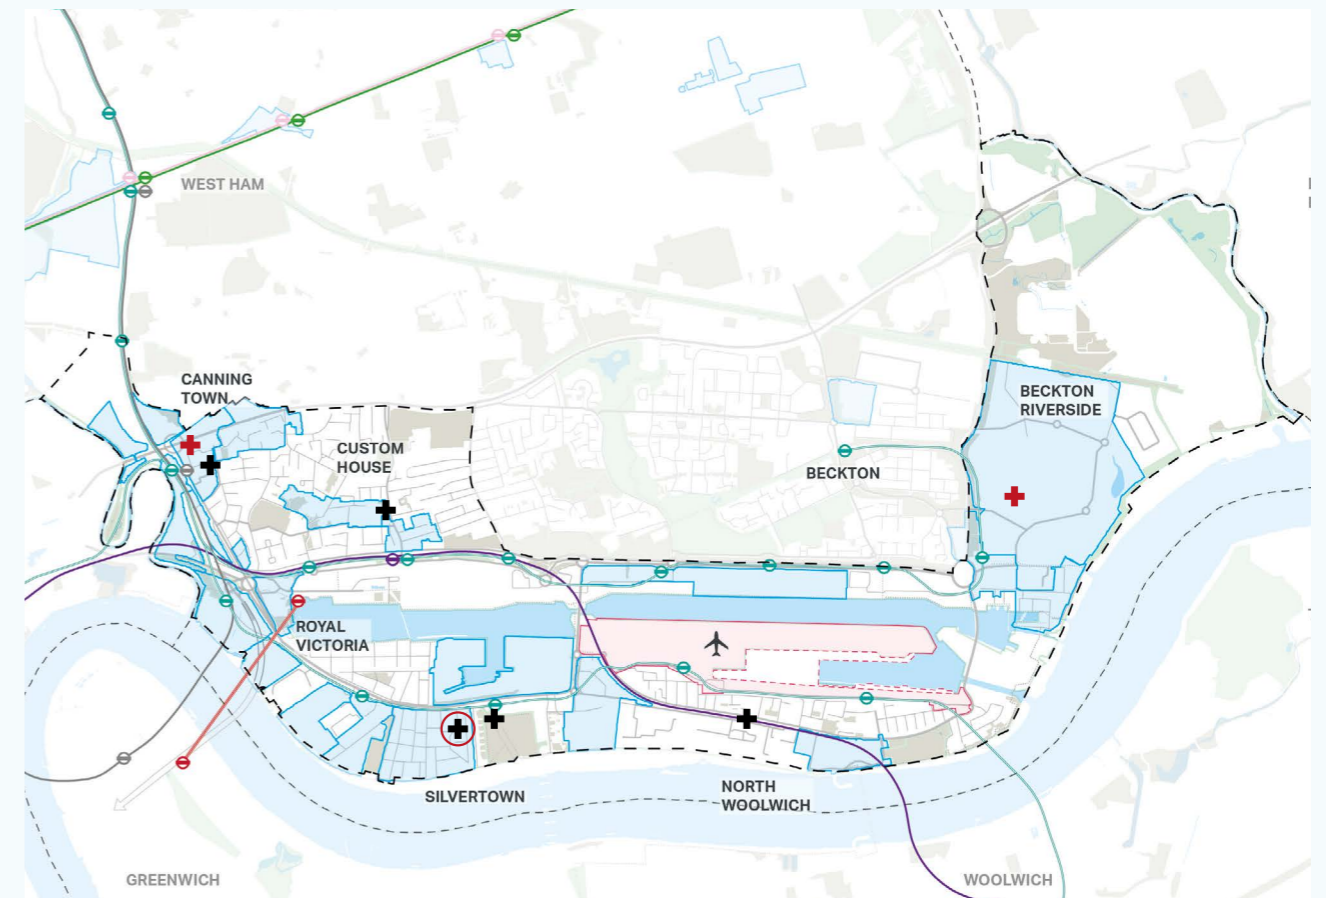 WEST HAM
CANNING
TOWN
CUSTOM
HOUSE
BECKTON
RIVERSIDE
BECKTON
ROYAL
VICTORIA
SILVERTOWN
NORTH
WOOLWICH
GREENWICH
WOOLWICH